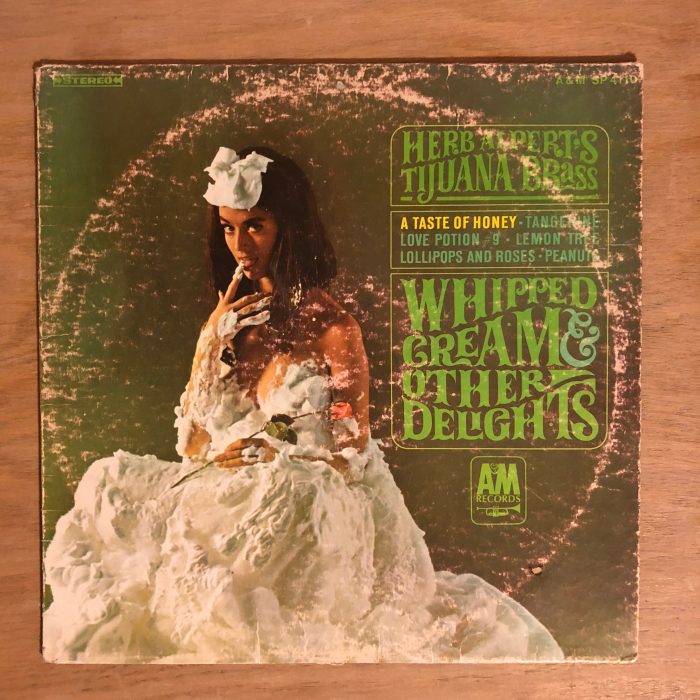 STEREO
A&M SP 4110
HERB ALPERT'S
TIJUANA BRASS
A TASTE OF HONEY · TANGERINE
LOVE POTION #9 · LEMON TREE
LOLLIPOPS AND ROSES · PEANUTS
WHIPPED
CREAM &
OTHER
DELIGHTS
AM
RECORDS